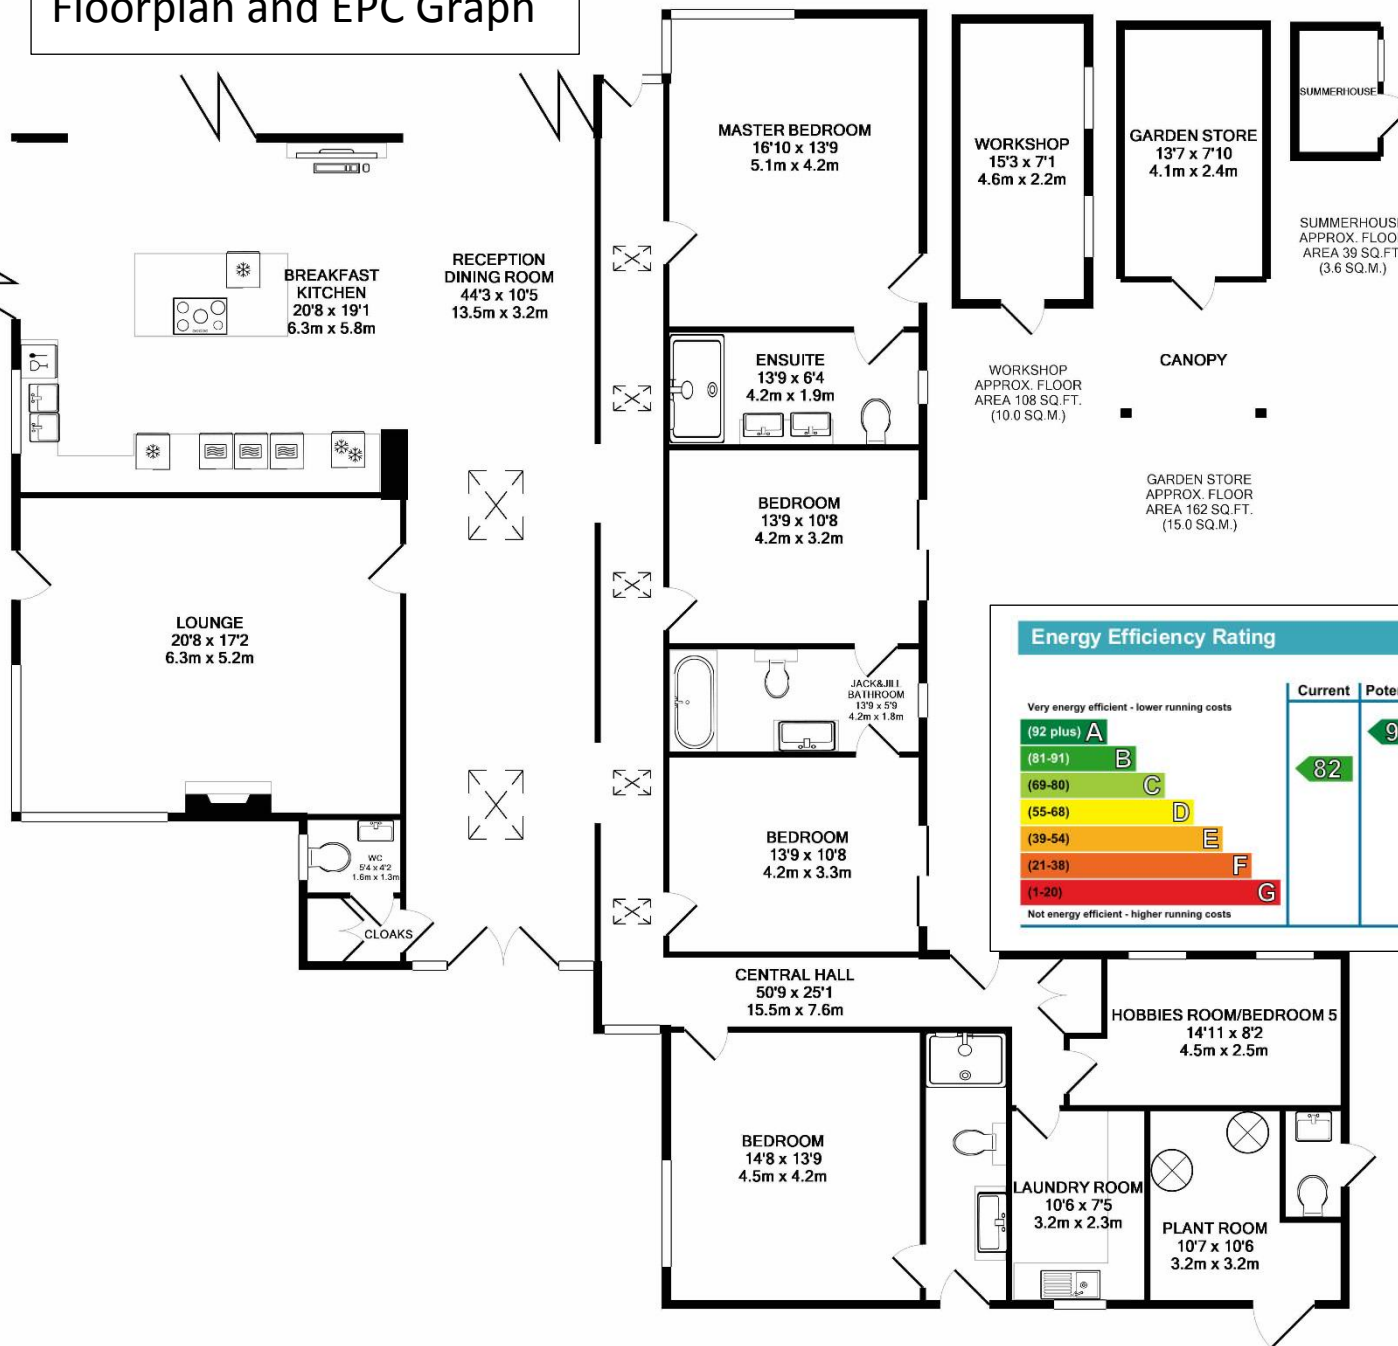 Floorplan and EPC Graph
MASTER BEDROOM
16'10 x 13'9
5.1m x 4.2m
WORKSHOP
15'3 x 7'1
4.6m x 2.2m
GARDEN STORE
13'7 x 7'10
4.1m x 2.4m
SUMMERHOUSE
SUMMERHOUSE
APPROX. FLOOR
AREA 39 SQ.FT.
(3.6 SQ.M.)
BREAKFAST
KITCHEN
20'8 x 19'1
6.3m x 5.8m
RECEPTION
DINING ROOM
44'3 x 10'5
13.5m x 3.2m
ENSUITE
13'9 x 6'4
4.2m x 1.9m
WORKSHOP
APPROX. FLOOR
AREA 108 SQ.FT.
(10.0 SQ.M.)
CANOPY
GARDEN STORE
APPROX. FLOOR
AREA 162 SQ.FT.
(15.0 SQ.M.)
BEDROOM
13'9 x 10'8
4.2m x 3.2m
LOUNGE
20'8 x 17'2
6.3m x 5.2m
JACK&JILL
BATHROOM
13'9 x 5'9
4.2m x 1.8m
Energy Efficiency Rating
Current
Very energy efficient - lower running costs
(92 plus) A
(81-91) B
(69-80) C
(55-68) D
(39-54) E
(21-38) F
(1-20) G
Not energy efficient - higher running costs
82
BEDROOM
13'9 x 10'8
4.2m x 3.3m
WC
5'4 x 4'2
1.6m x 1.3m
CLOAKS
CENTRAL HALL
50'9 x 25'1
15.5m x 7.6m
HOBBIES ROOM/BEDROOM 5
14'11 x 8'2
4.5m x 2.5m
BEDROOM
14'8 x 13'9
4.5m x 4.2m
LAUNDRY ROOM
10'6 x 7'5
3.2m x 2.3m
PLANT ROOM
10'7 x 10'6
3.2m x 3.2m